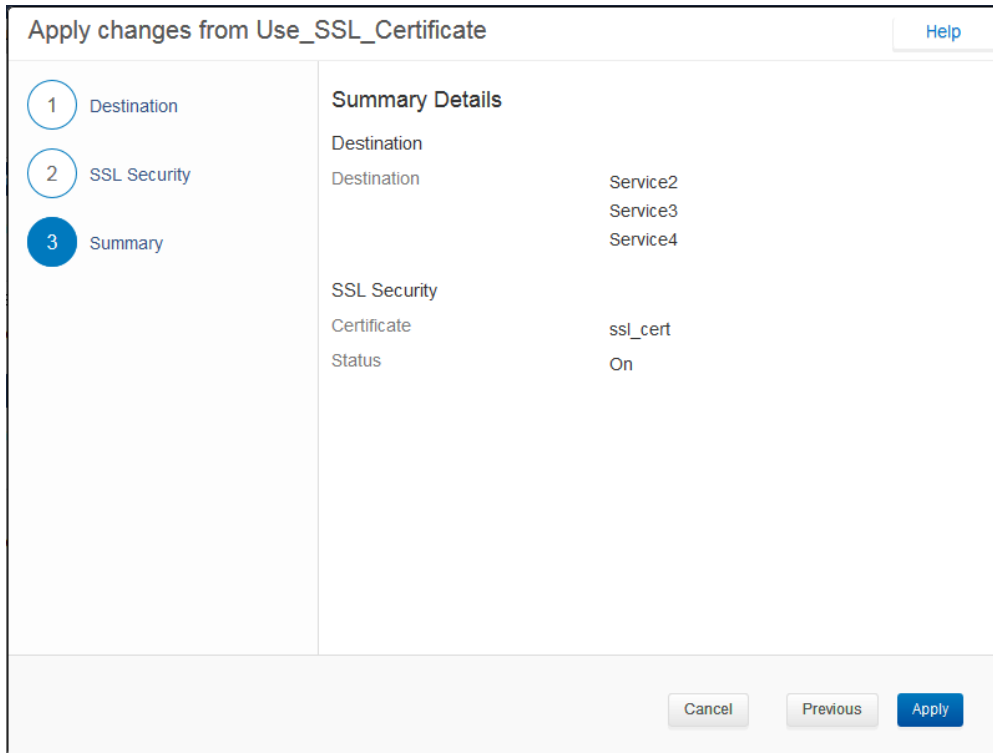 Apply changes from Use_SSL_Certificate
Help
1 Destination
2 SSL Security
3 Summary
Summary Details
Destination
Destination Service2
Service3
Service4
SSL Security
Certificate ssl_cert
Status On
Cancel Previous Apply